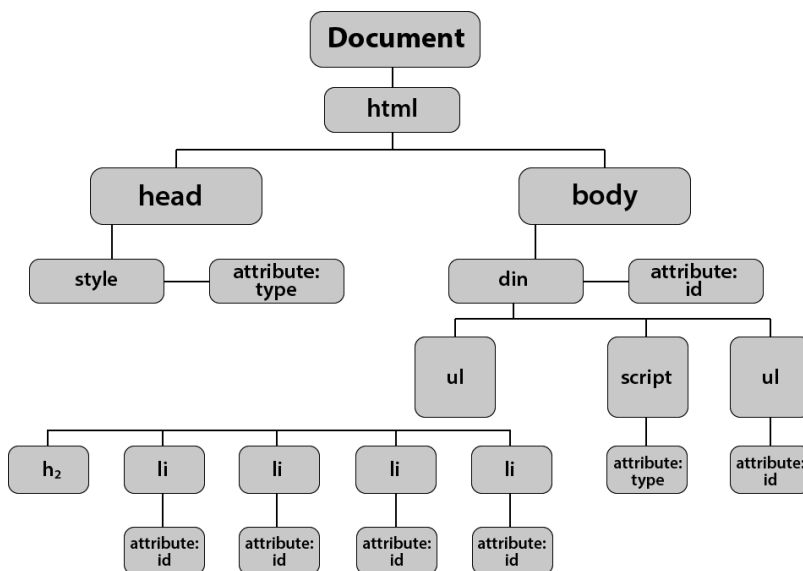 Document
html
head
body
style
attribute:
type
din
attribute:
id
ul
script
ul
h₂
li
li
li
li
attribute:
type
attribute:
id
attribute:
id
attribute:
id
attribute:
id
attribute:
id